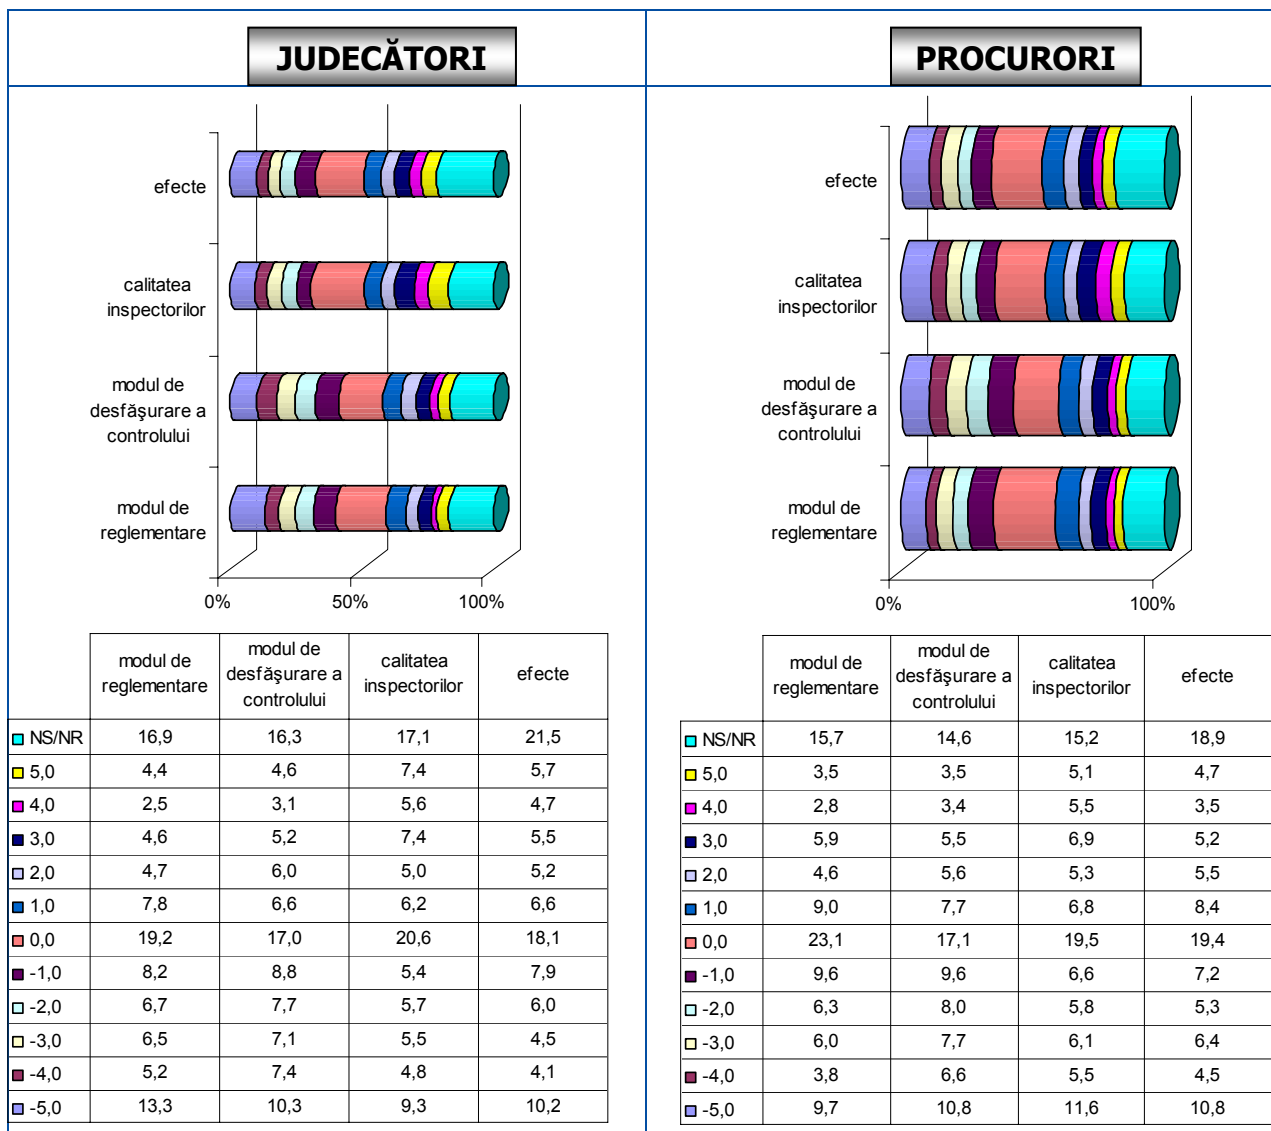 JUDECĂTORI
efecte
calitatea
inspectorilor
modul de
desfăşurare a
controlului
modul de
reglementare
0% 50% 100%
modul de reglementare modul de desfăşurare a controlului calitatea inspectorilor efecte
NS/NR 16,9 16,3 17,1 21,5
5,0 4,4 4,6 7,4 5,7
4,0 2,5 3,1 5,6 4,7
3,0 4,6 5,2 7,4 5,5
2,0 4,7 6,0 5,0 5,2
1,0 7,8 6,6 6,2 6,6
0,0 19,2 17,0 20,6 18,1
-1,0 8,2 8,8 5,4 7,9
-2,0 6,7 7,7 5,7 6,0
-3,0 6,5 7,1 5,5 4,5
-4,0 5,2 7,4 4,8 4,1
-5,0 13,3 10,3 9,3 10,2
PROCURORI
efecte
calitatea
inspectorilor
modul de
desfăşurare a
controlului
modul de
reglementare
0% 100%
modul de reglementare modul de desfăşurare a controlului calitatea inspectorilor efecte
NS/NR 15,7 14,6 15,2 18,9
5,0 3,5 3,5 5,1 4,7
4,0 2,8 3,4 5,5 3,5
3,0 5,9 5,5 6,9 5,2
2,0 4,6 5,6 5,3 5,5
1,0 9,0 7,7 6,8 8,4
0,0 23,1 17,1 19,5 19,4
-1,0 9,6 9,6 6,6 7,2
-2,0 6,3 8,0 5,8 5,3
-3,0 6,0 7,7 6,1 6,4
-4,0 3,8 6,6 5,5 4,5
-5,0 9,7 10,8 11,6 10,8